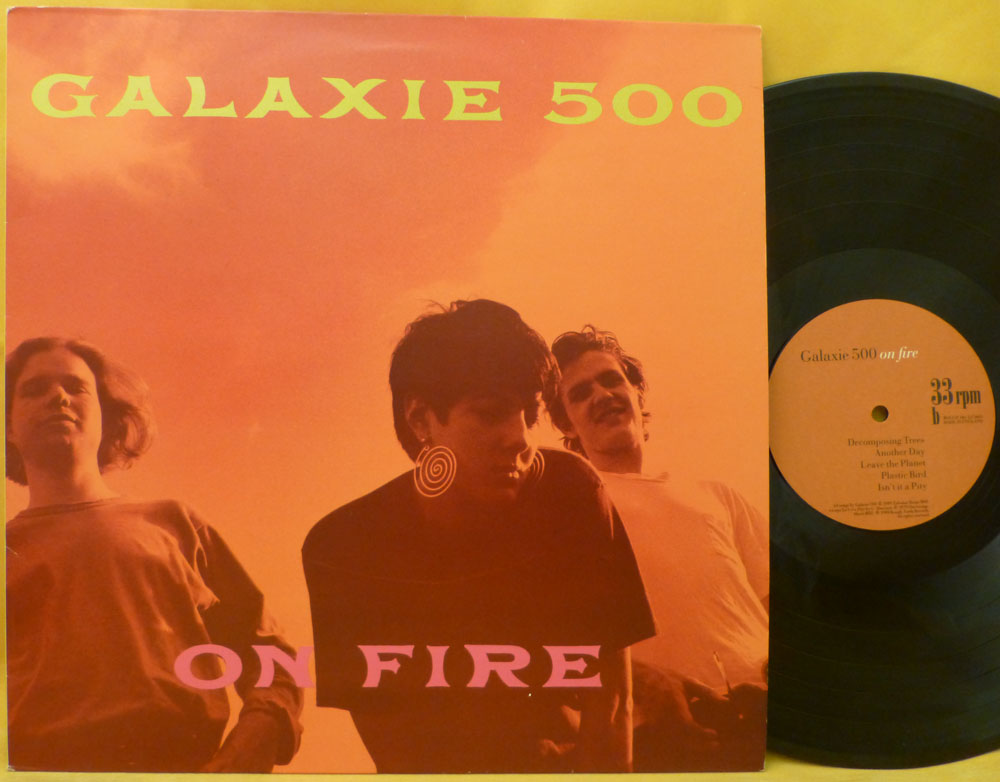 GALAXIE 500
ON FIRE
Galaxie 500 on fire
33 rpm
b
Decomposing Trees
Another Day
Leave the Planet
Plastic Bird
Isn't it a Pity